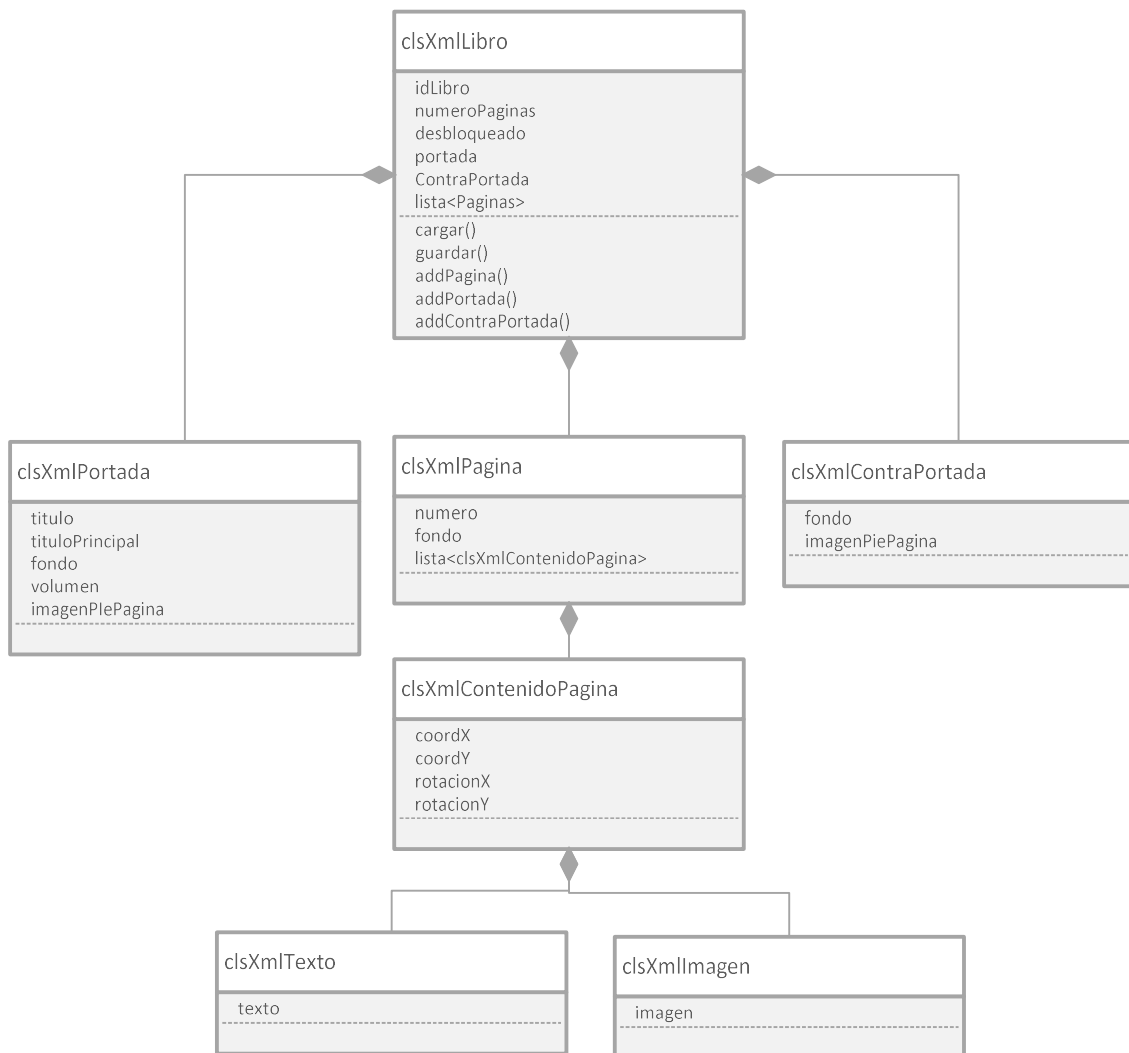 clsXmlLibro
idLibro
numeroPaginas
desbloqueado
portada
ContraPortada
lista<Paginas>
cargar()
guardar()
addPagina()
addPortada()
addContraPortada()
clsXmlPortada
titulo
tituloPrincipal
fondo
volumen
imagenPIePagina
clsXmlPagina
numero
fondo
lista<clsXmlContenidoPagina>
clsXmlContraPortada
fondo
imagenPiePagina
clsXmlContenidoPagina
coordX
coordY
rotacionX
rotacionY
clsXmlTexto
texto
clsXmlImagen
imagen